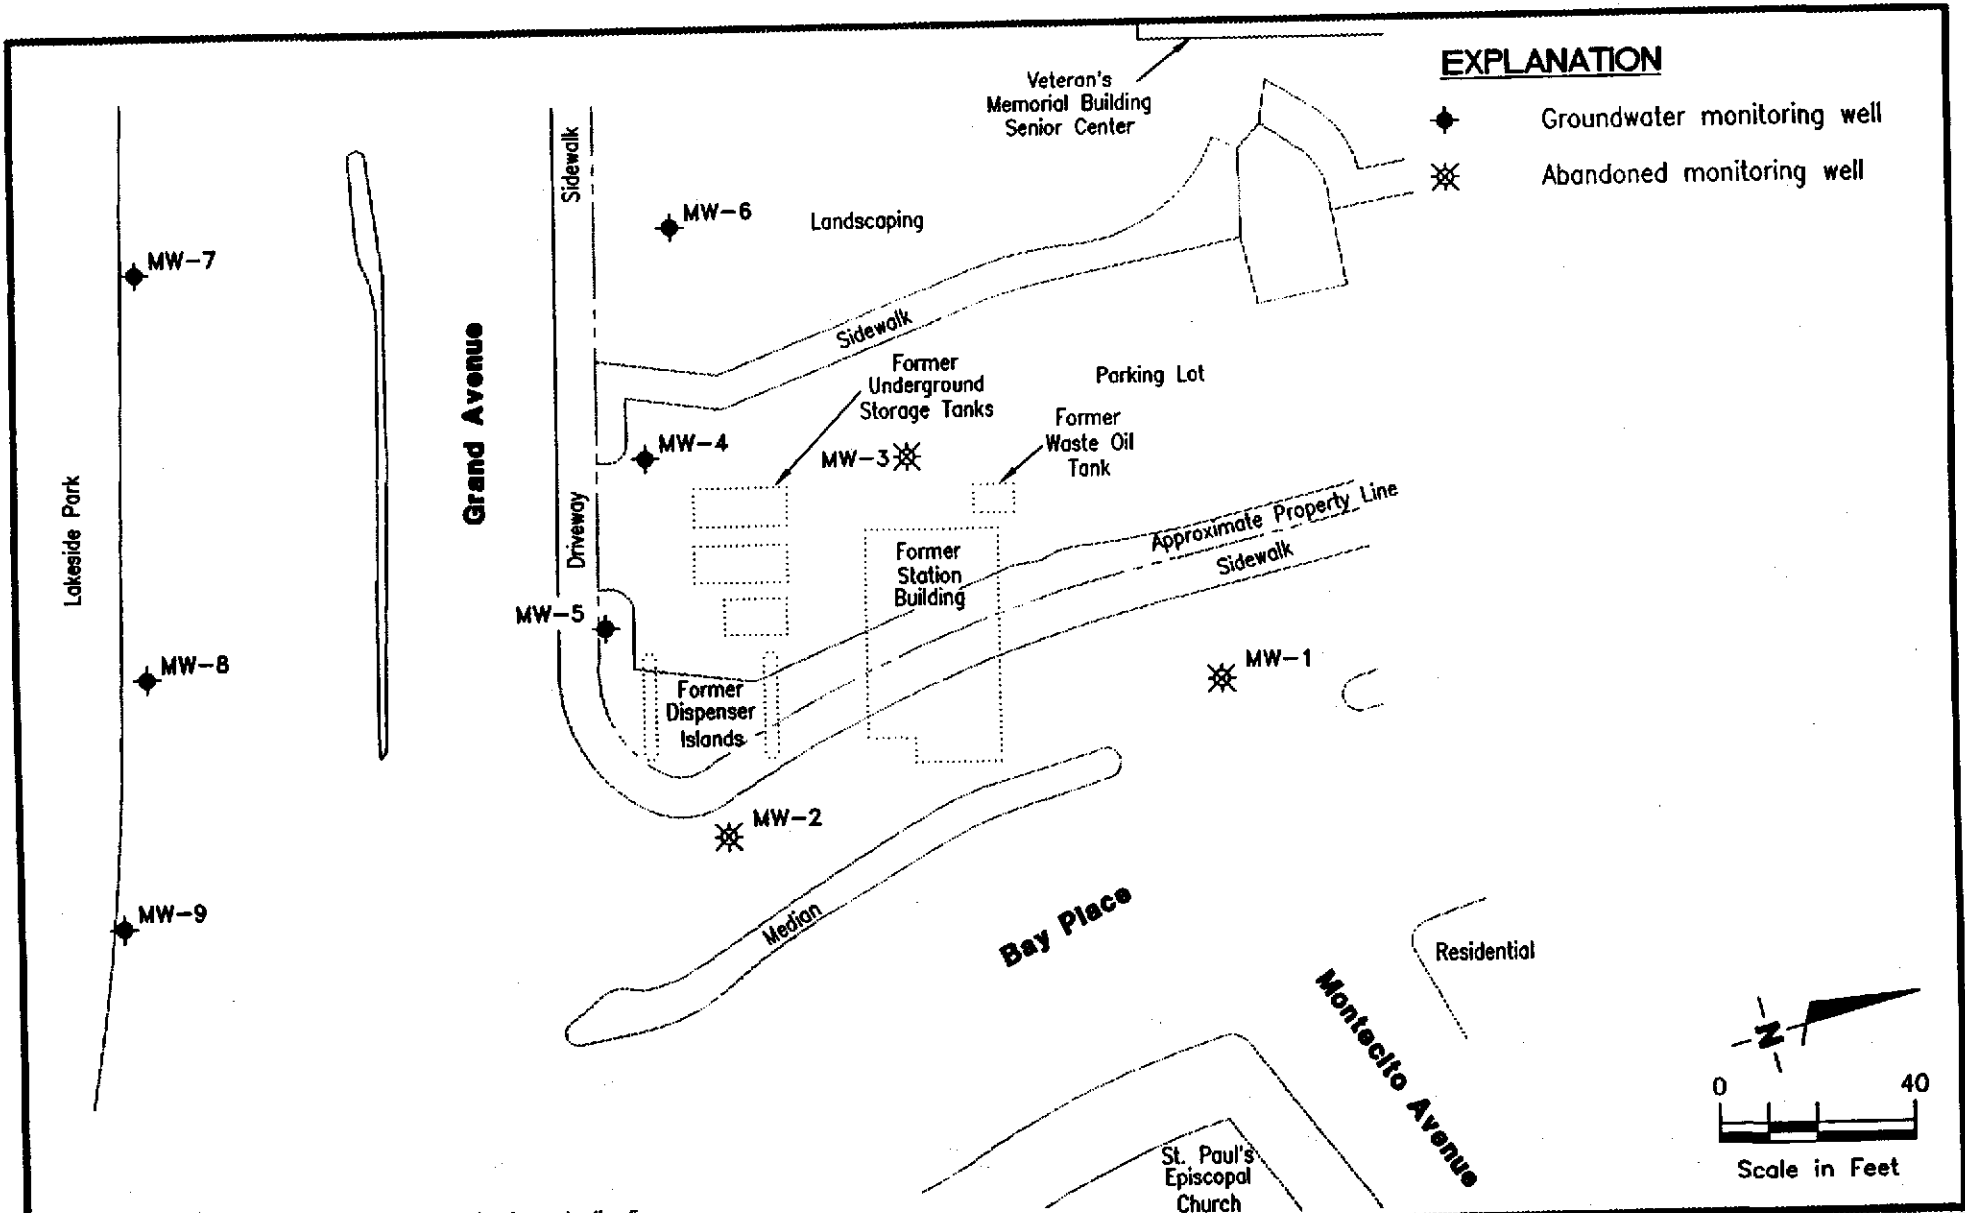 EXPLANATION
Groundwater monitoring well
Abandoned monitoring well
Veteran's
Memorial Building
Senior Center
Sidewalk
MW-6
Landscaping
MW-7
Sidewalk
Grand Avenue
Former
Underground
Storage Tanks
Parking Lot
Former
Waste Oil
Tank
MW-4
MW-3
Lakeside Park
Driveway
Approximate Property Line
Sidewalk
Former
Station
Building
MW-5
MW-8
MW-1
Former
Dispenser
Islands
MW-2
MW-9
Median
Bay Place
Residential
Montecito Avenue
N
0 40
Scale in Feet
St. Paul's
Episcopal
Church